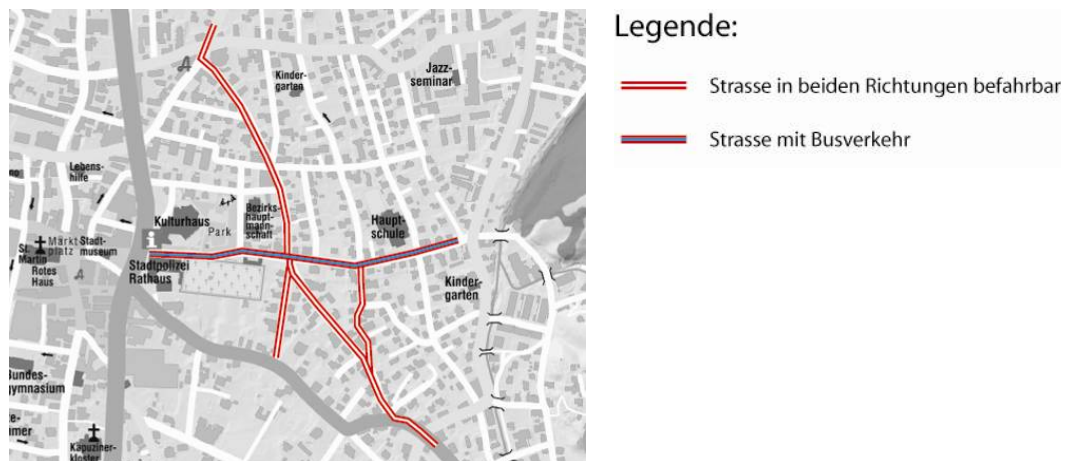 Legende:
Strasse in beiden Richtungen befahrbar
Strasse mit Busverkehr
Kinder-
garten
Jazz-
seminar
Lebens-
hilfe
Kulturhaus
Park
Bezirks-
haupt-
mann-
schaft
Haupt-
schule
St.
Martin
Markt
platz
Rotes
Haus
Stadt-
museum
i
Stadtpolizei
Rathaus
Kinder-
garten
Bundes-
gymnasium
Kapuziner-
kloster